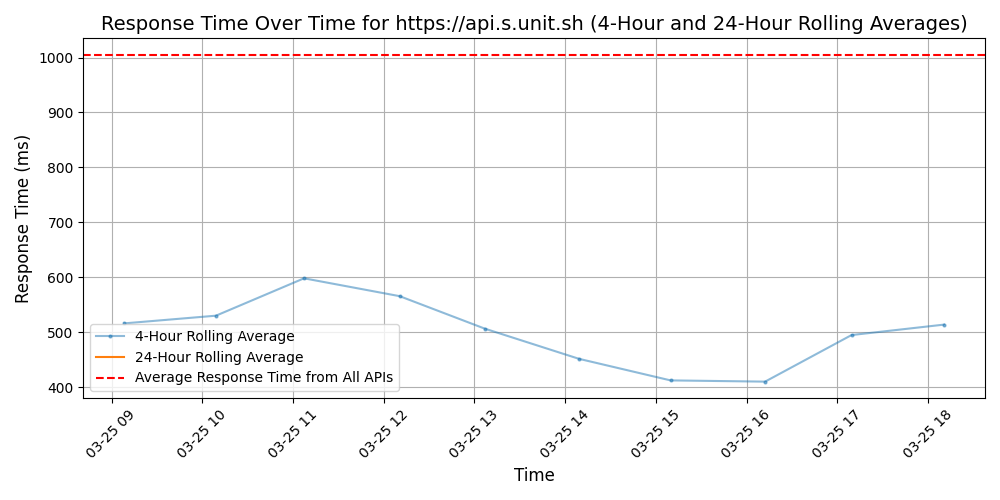 Response Time Over Time for https://api.s.unit.sh (4-Hour and 24-Hour Rolling Averages)
Response Time (ms)
1000
900
800
700
600
500
400
4-Hour Rolling Average
24-Hour Rolling Average
Average Response Time from All APIs
03-25 09
03-25 10
03-25 11
03-25 12
03-25 13
03-25 14
03-25 15
03-25 16
03-25 17
03-25 18
Time